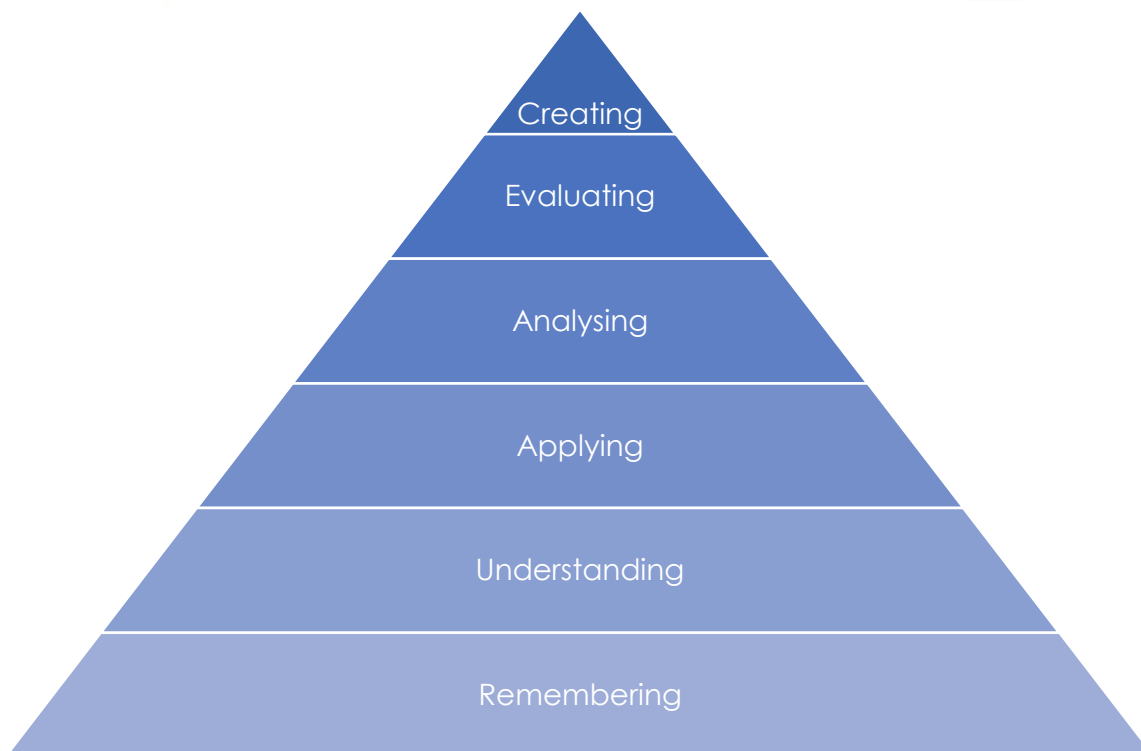 Creating
Evaluating
Analysing
Applying
Understanding
Remembering